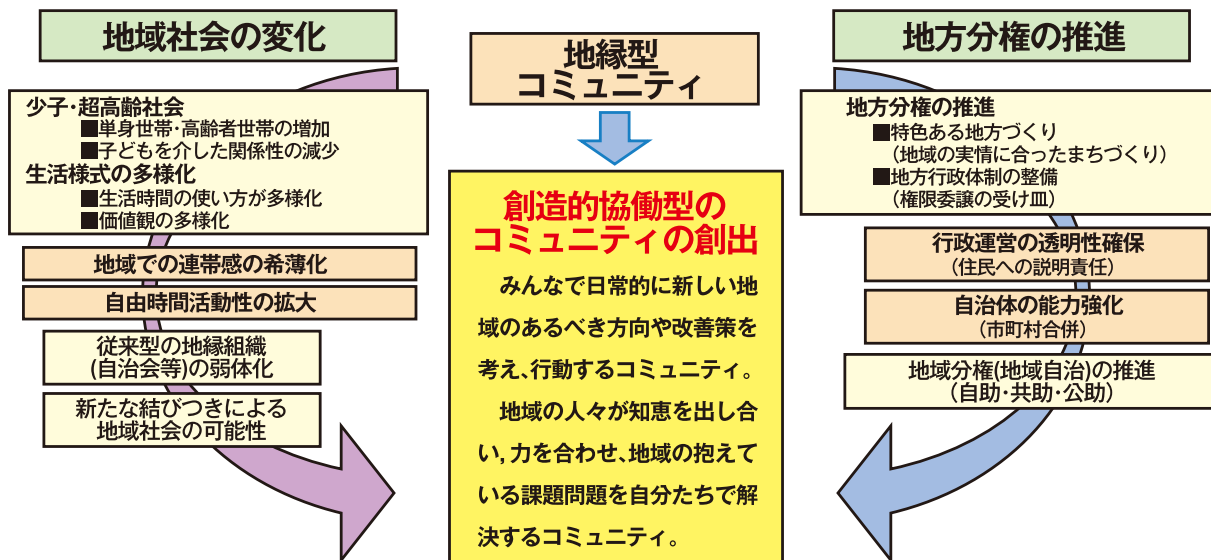 地域社会の変化
少子・超高齢社会
■単身世帯・高齢者世帯の増加
■子どもを介した関係性の減少
生活様式の多様化
■生活時間の使い方が多様化
■価値観の多様化
地域での連帯感の希薄化
自由時間活動性の拡大
従来型の地縁組織
(自治会等)の弱体化
新たな結びつきによる
地域社会の可能性
地縁型
コミュニティ
創造的協働型の
コミュニティの創出
みんなで日常的に新しい地
域のあるべき方向や改善策を
考え、行動するコミュニティ。
地域の人々が知恵を出し合
い,力を合わせ、地域の抱えて
いる課題問題を自分たちで解
決するコミュニティ。
地方分権の推進
地方分権の推進
■特色ある地方づくり
(地域の実情に合ったまちづくり)
■地方行政体制の整備
(権限委譲の受け皿)
行政運営の透明性確保
(住民への説明責任)
自治体の能力強化
(市町村合併)
地域分権(地域自治)の推進
(自助・共助・公助)